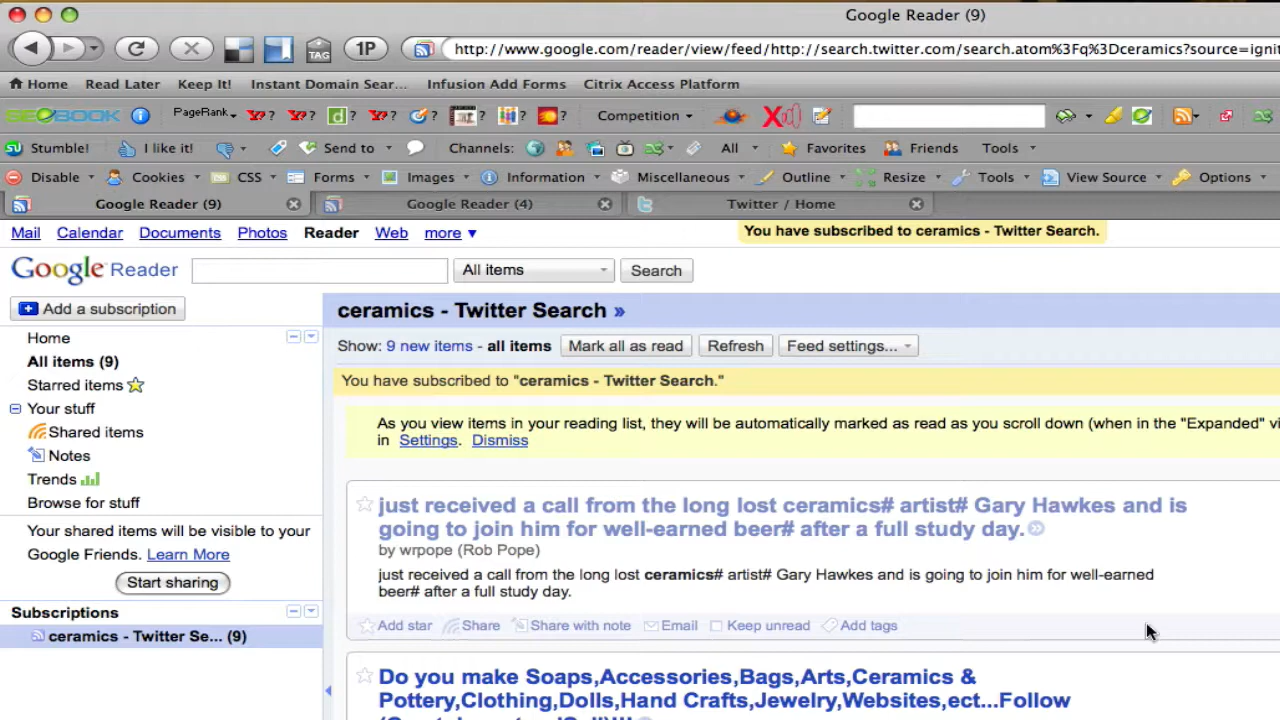 Google Reader (9)
TAG 1P http://www.google.com/reader/view/feed/http://search.twitter.com/search.atom%3Fq%3Dceramics?source=ignit
Home Read Later Keep It! Instant Domain Sear... Infusion Add Forms Citrix Access Platform
SEOBOOK PageRank ? ? ? ? ? ? ? ? Competition
Stumble! I like it! Send to Channels: All Favorites Friends Tools
Disable Cookies CSS Forms Images Information Miscellaneous Outline Resize Tools View Source Options
Google Reader (9) Google Reader (4) Twitter / Home
Mail Calendar Documents Photos Reader Web more ▼ You have subscribed to ceramics - Twitter Search.
Google Reader All items Search
Add a subscription
Home
All items (9)
Starred items
Your stuff
Shared items
Notes
Trends
Browse for stuff
Your shared items will be visible to your
Google Friends. Learn More
Start sharing
Subscriptions
ceramics - Twitter Se... (9)
ceramics - Twitter Search »
Show: 9 new items - all items Mark all as read Refresh Feed settings...
You have subscribed to "ceramics - Twitter Search."
As you view items in your reading list, they will be automatically marked as read as you scroll down (when in the "Expanded" vi
in Settings. Dismiss
just received a call from the long lost ceramics# artist# Gary Hawkes and is
going to join him for well-earned beer# after a full study day.
by wrpope (Rob Pope)
just received a call from the long lost ceramics# artist# Gary Hawkes and is going to join him for well-earned
beer# after a full study day.
Add star Share Share with note Email Keep unread Add tags
Do you make Soaps,Accessories,Bags,Arts,Ceramics &
Pottery,Clothing,Dolls,Hand Crafts,Jewelry,Websites,ect...Follow